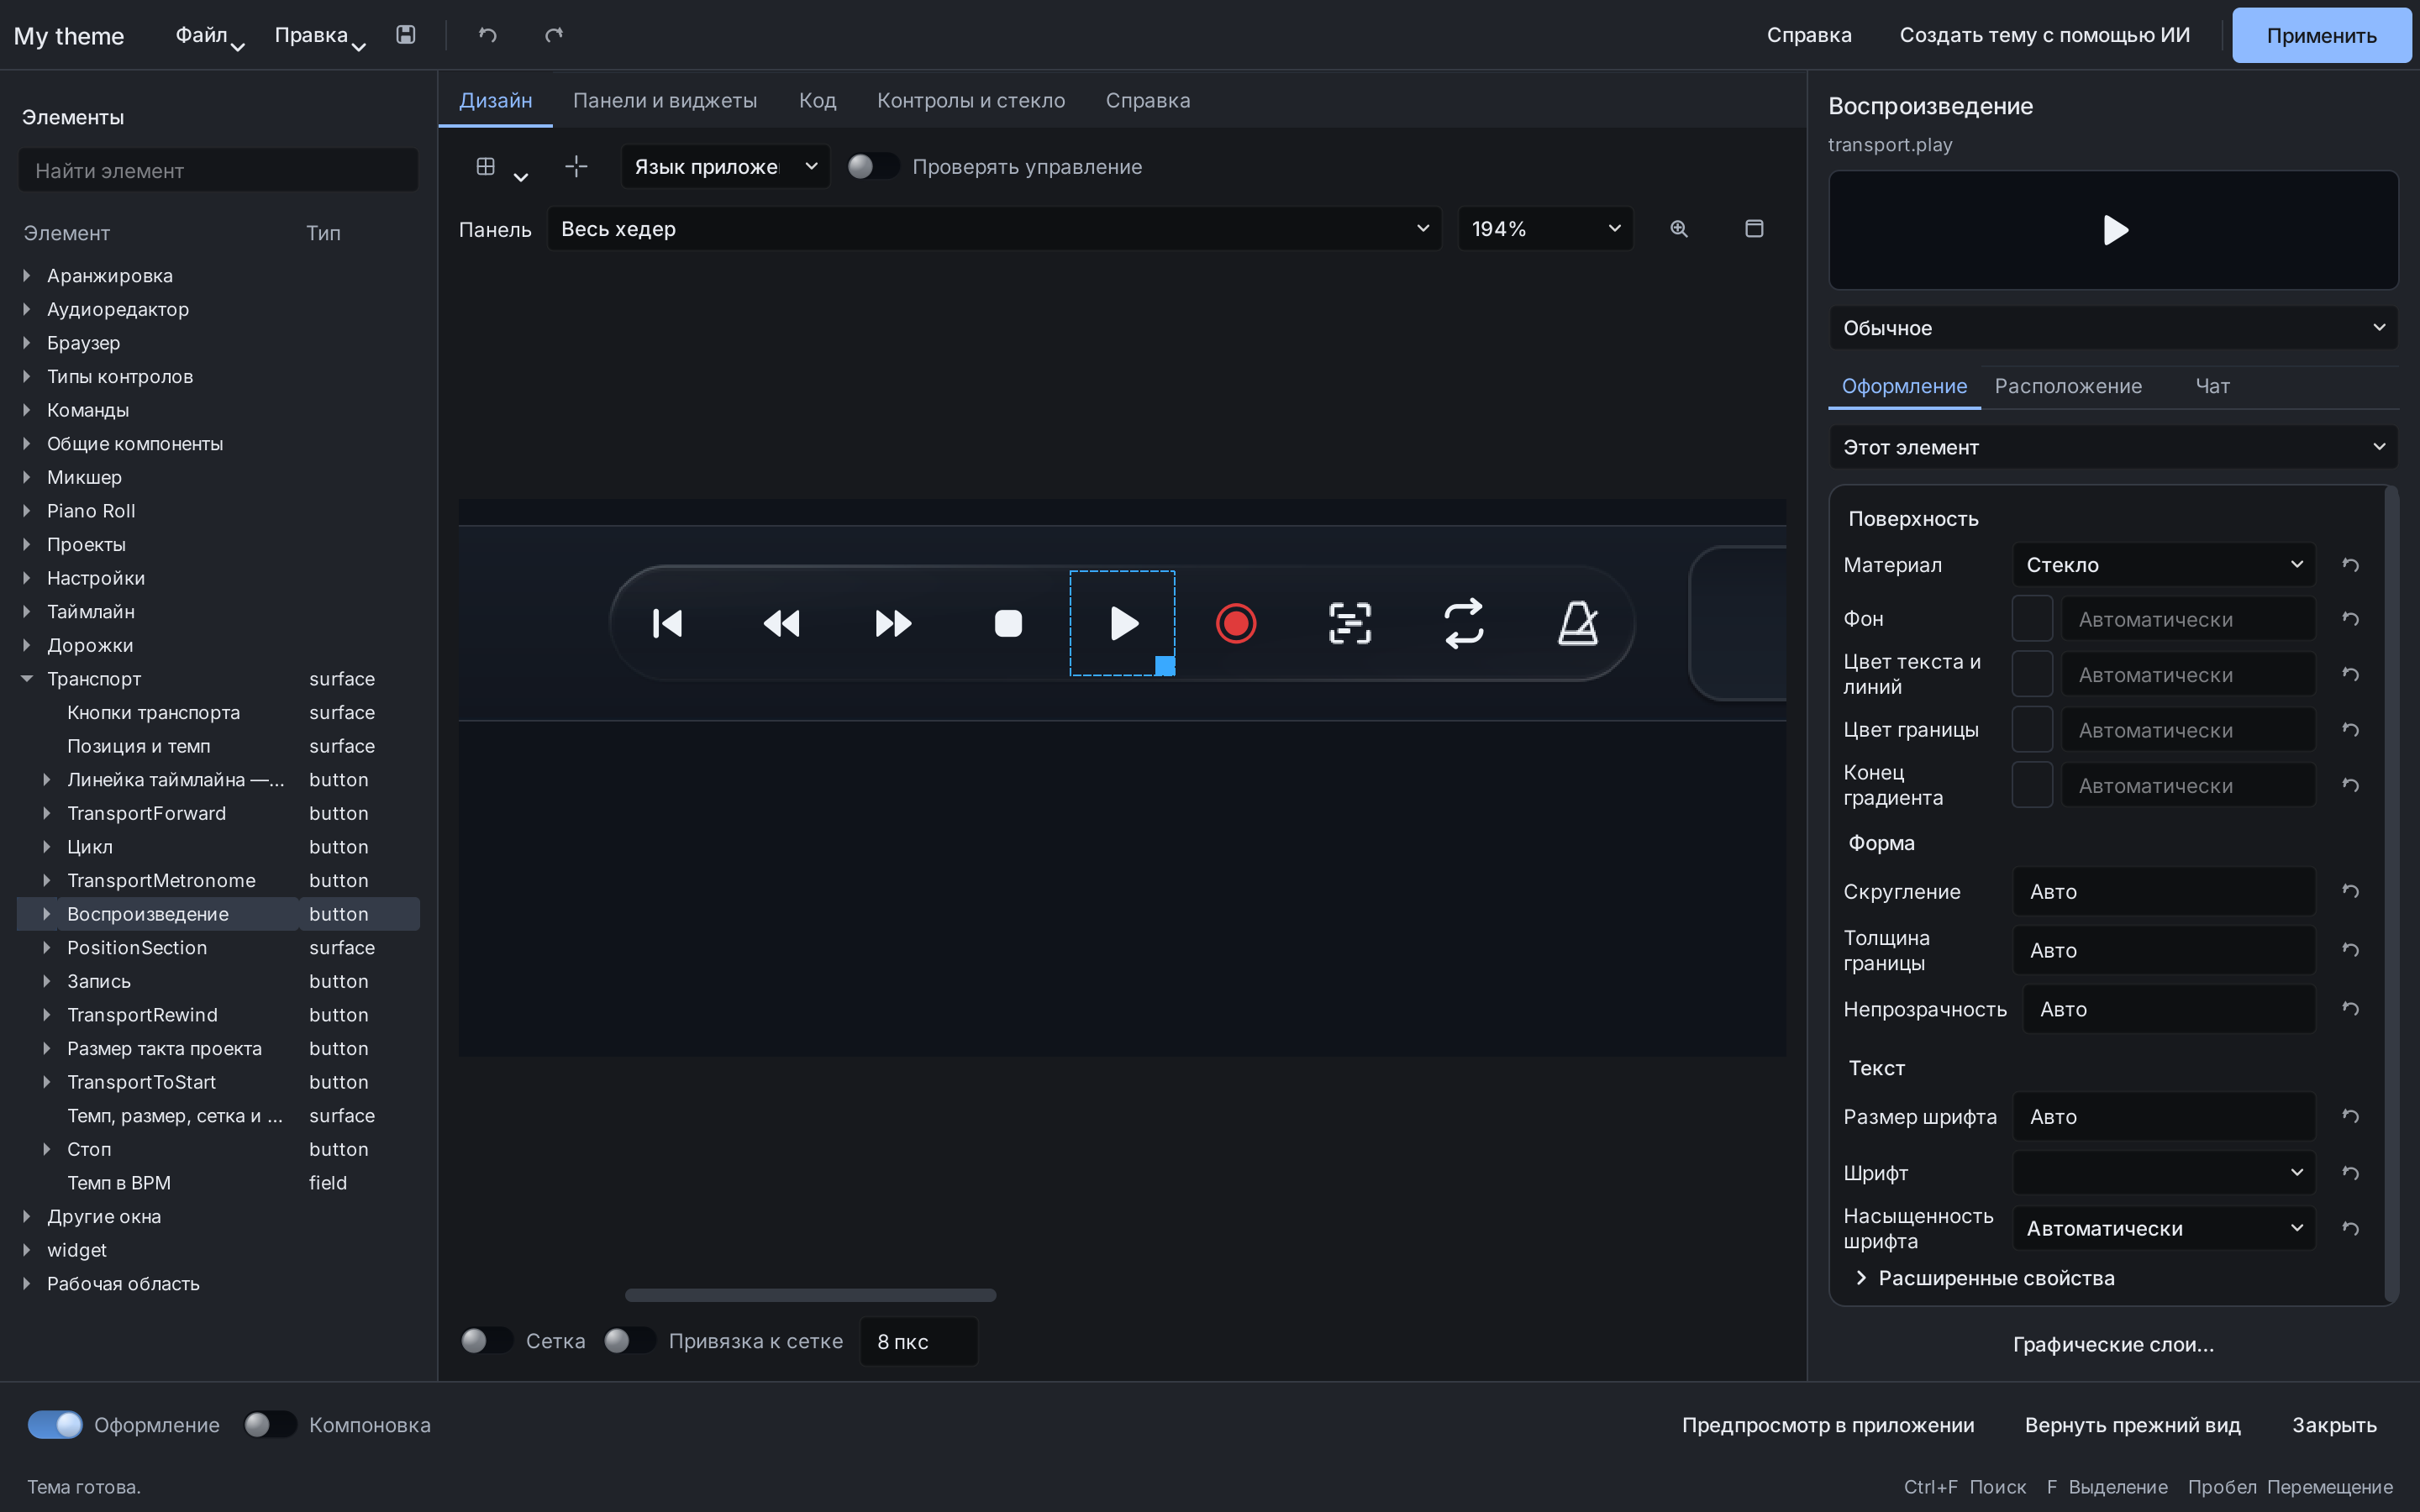 My theme
Файл
Правка
Справка
Создать тему с помощью ИИ
Применить
Элементы
Найти элемент
Элемент Тип
Аранжировка
Аудиоредактор
Браузер
Типы контролов
Команды
Общие компоненты
Микшер
Piano Roll
Проекты
Настройки
Таймлайн
Дорожки
Транспорт surface
Кнопки транспорта surface
Позиция и темп surface
Линейка таймлайна —... button
TransportForward button
Цикл button
TransportMetronome button
Воспроизведение button
PositionSection surface
Запись button
TransportRewind button
Размер такта проекта button
TransportToStart button
Темп, размер, сетка и ... surface
Стоп button
Темп в BPM field
Другие окна
widget
Рабочая область
Дизайн Панели и виджеты Код Контролы и стекло Справка
Язык приложе Проверять управление
Панель Весь хедер 194%
Сетка Привязка к сетке 8 пкс
Воспроизведение
transport.play
Обычное
Оформление Расположение Чат
Этот элемент
Поверхность
Материал Стекло
Фон Автоматически
Цвет текста и
линий Автоматически
Цвет границы Автоматически
Конец
градиента Автоматически
Форма
Скругление Авто
Толщина
границы Авто
Непрозрачность Авто
Текст
Размер шрифта Авто
Шрифт
Насыщенность
шрифта Автоматически
Расширенные свойства
Графические слои...
Оформление Компоновка
Предпросмотр в приложении Вернуть прежний вид Закрыть
Тема готова.
Ctrl+F Поиск F Выделение Пробел Перемещение